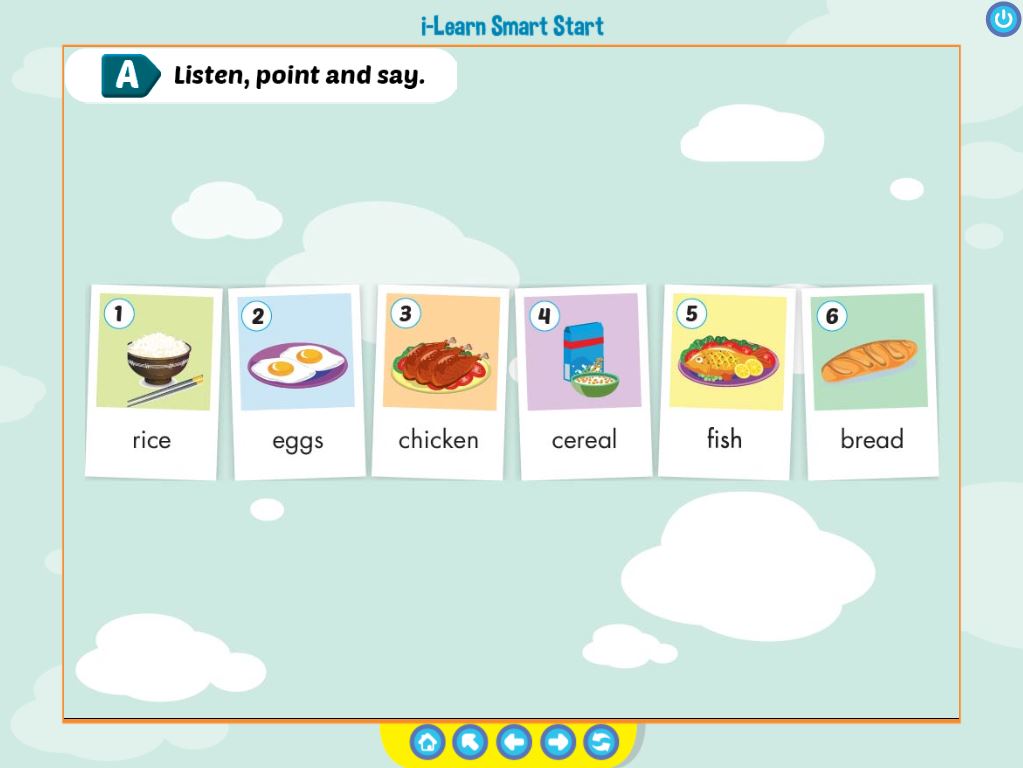 i-Learn Smart Start
A Listen, point and say.
1 2 3 4 5 6
rice eggs chicken cereal fish bread